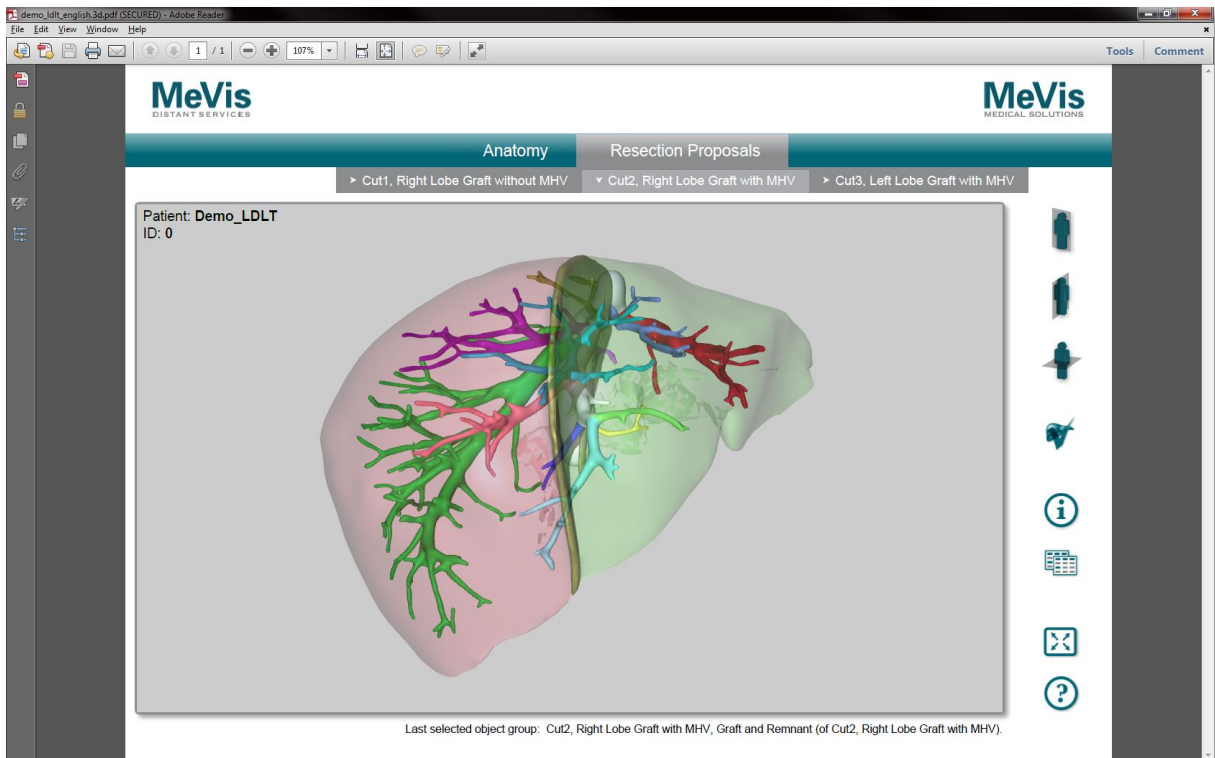 demo_ldlt_english.3d.pdf (SECURED) - Adobe Reader
File Edit View Window Help
1 / 1 107% Tools Comment
MeVis
DISTANT SERVICES
MeVis
MEDICAL SOLUTIONS
Anatomy Resection Proposals
Cut1, Right Lobe Graft without MHV Cut2, Right Lobe Graft with MHV Cut3, Left Lobe Graft with MHV
Patient: Demo_LDLT
ID: 0
Last selected object group: Cut2, Right Lobe Graft with MHV, Graft and Remnant (of Cut2, Right Lobe Graft with MHV).